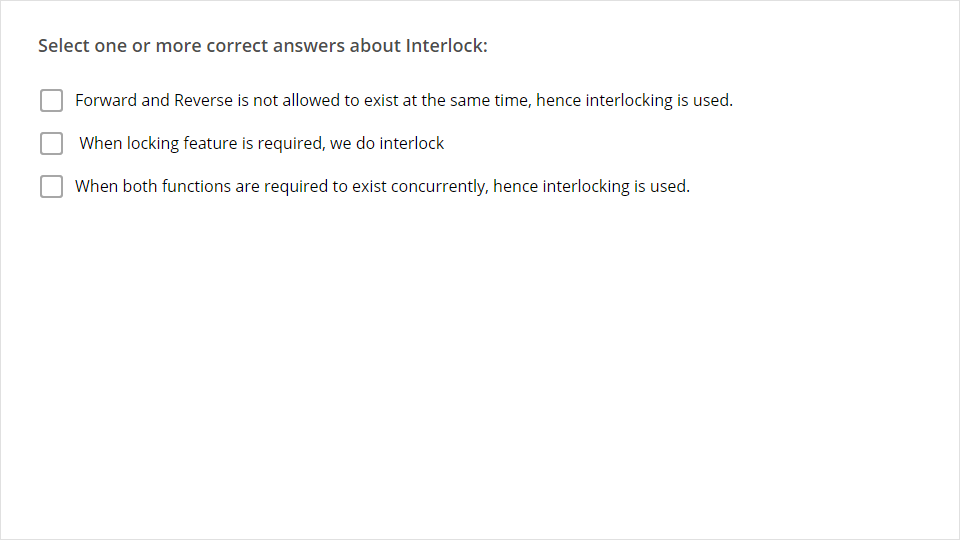 Select one or more correct answers about Interlock:
Forward and Reverse is not allowed to exist at the same time, hence interlocking is used.
When locking feature is required, we do interlock
When both functions are required to exist concurrently, hence interlocking is used.